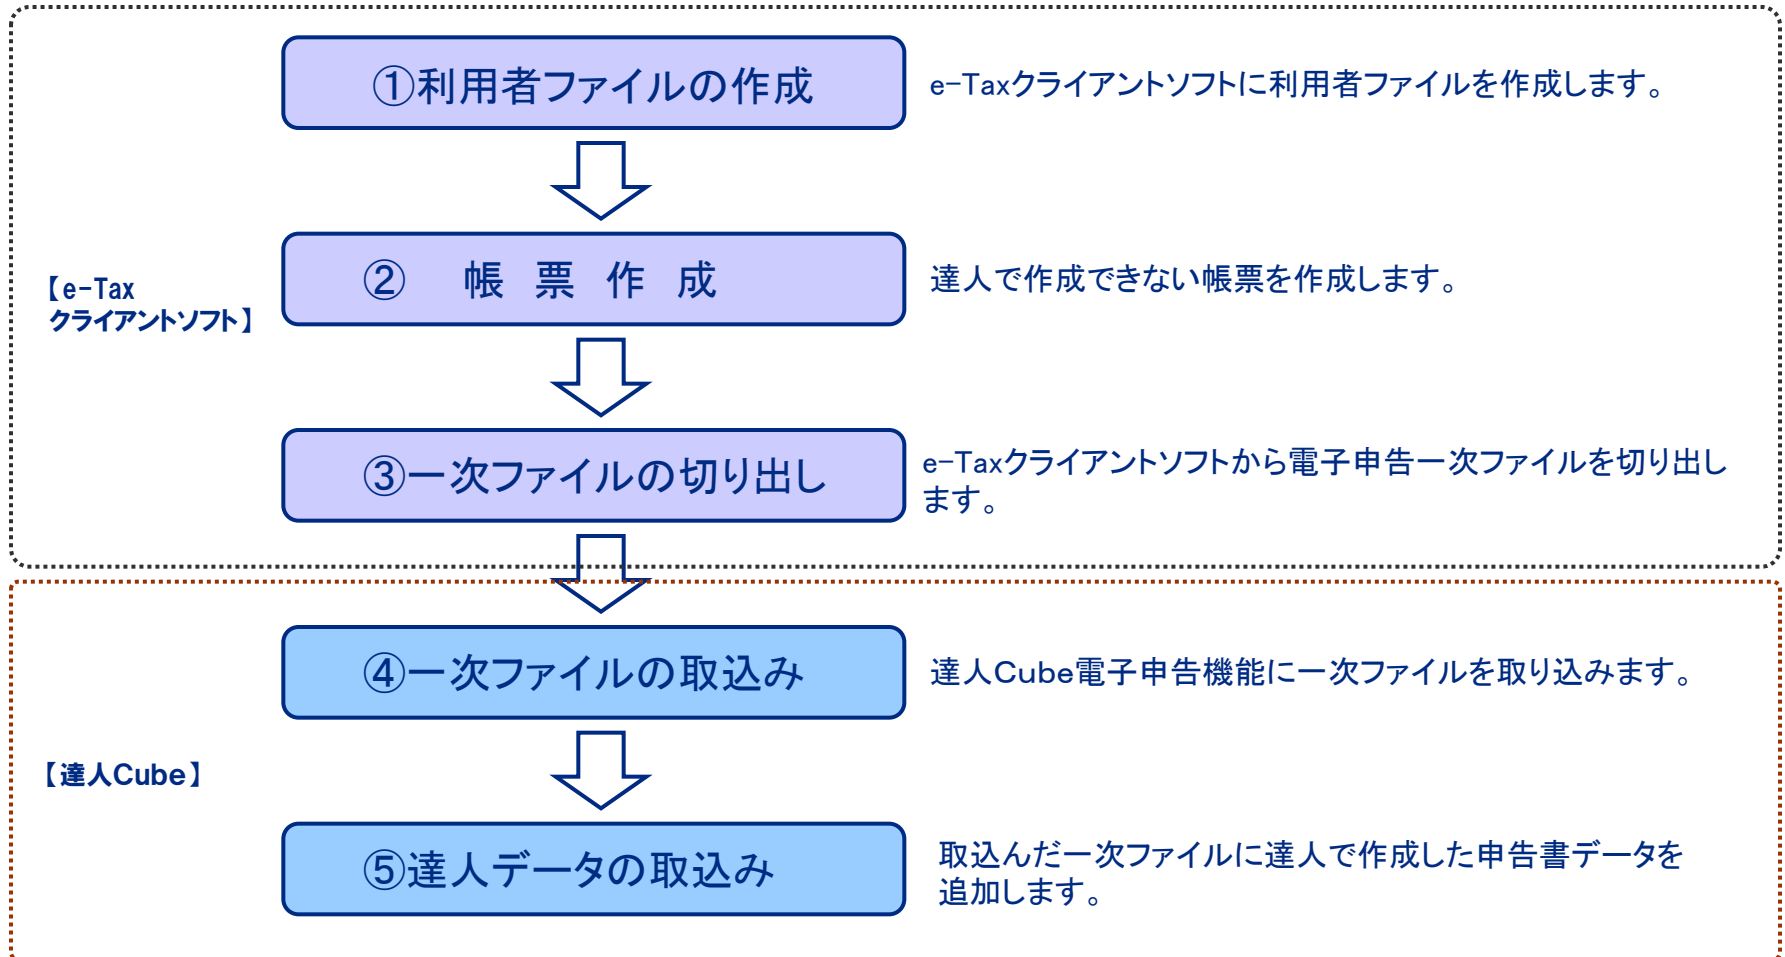 ①利用者ファイルの作成
e-Taxクライアントソフトに利用者ファイルを作成します。
【e-Tax
クライアントソフト】
② 帳 票 作 成
達人で作成できない帳票を作成します。
③一次ファイルの切り出し
e-Taxクライアントソフトから電子申告一次ファイルを切り出し
ます。
④一次ファイルの取込み
達人Cube電子申告機能に一次ファイルを取り込みます。
【達人Cube】
⑤達人データの取込み
取込んだ一次ファイルに達人で作成した申告書データを
追加します。